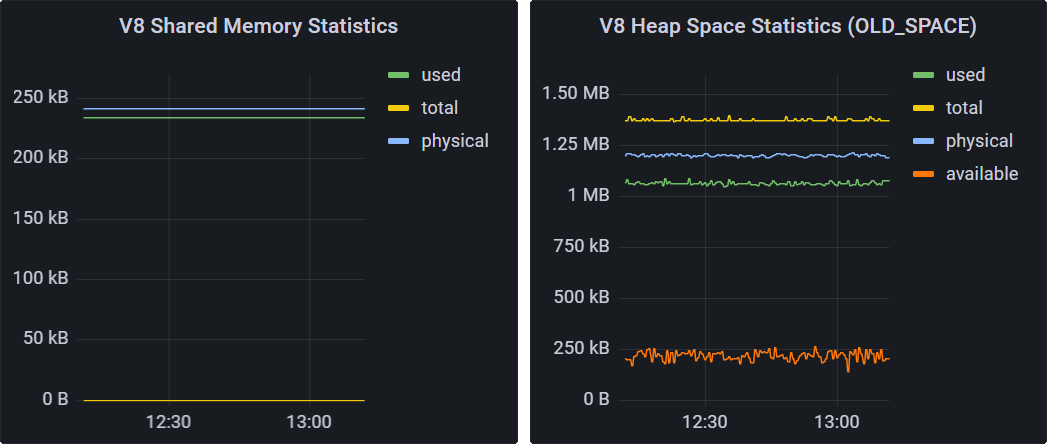 V8 Shared Memory Statistics
250 kB
200 kB
150 kB
100 kB
50 kB
0 B
12:30
13:00
used
total
physical
V8 Heap Space Statistics (OLD_SPACE)
1.50 MB
1.25 MB
1 MB
750 kB
500 kB
250 kB
0 B
12:30
13:00
used
total
physical
available